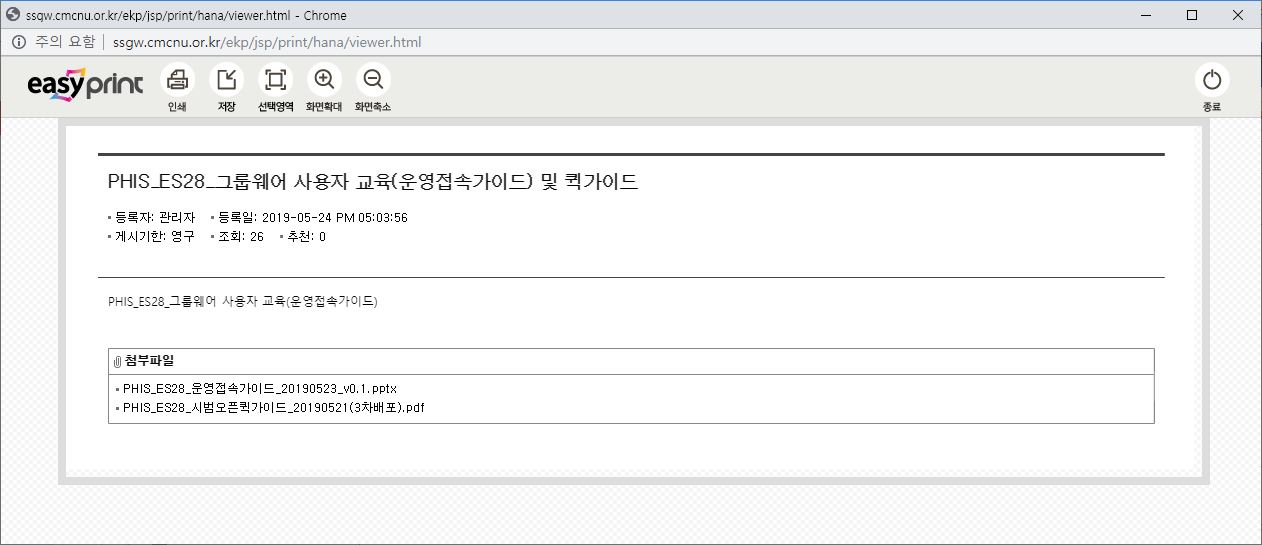 ssqw.cmcnu.or.kr/ekp/jsp/print/hana/viewer.html - Chrome
주의 요함 | ssgw.cmcnu.or.kr/ekp/jsp/print/hana/viewer.html
easyprint 인쇄 저장 선택영역 화면확대 화면축소 종료
PHIS_ES28_그룹웨어 사용자 교육(운영접속가이드) 및 퀵가이드
▪ 등록자: 관리자 ▪ 등록일: 2019-05-24 PM 05:03:56
▪ 게시기한: 영구 ▪ 조회: 26 ▪ 추천: 0
PHIS_ES28_그룹웨어 사용자 교육(운영접속가이드)
첨부파일
▪ PHIS_ES28_운영접속가이드_20190523_v0.1.pptx
▪ PHIS_ES28_시범오픈퀵가이드_20190521(3차배포).pdf